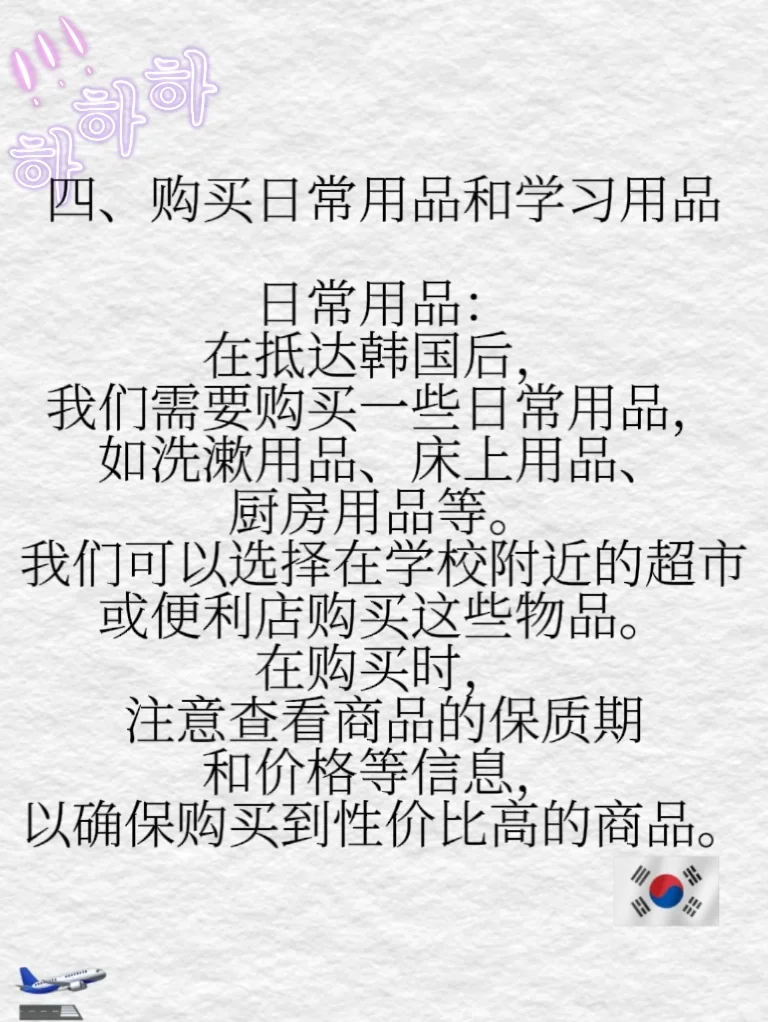 !!!
하하하
四、购买日常用品和学习用品
日常用品：
在抵达韩国后，
我们需要购买一些日常用品，
如洗漱用品、床上用品、
厨房用品等。
我们可以选择在学校附近的超市
或便利店购买这些物品。
在购买时，
注意查看商品的保质期
和价格等信息，
以确保购买到性价比高的商品。